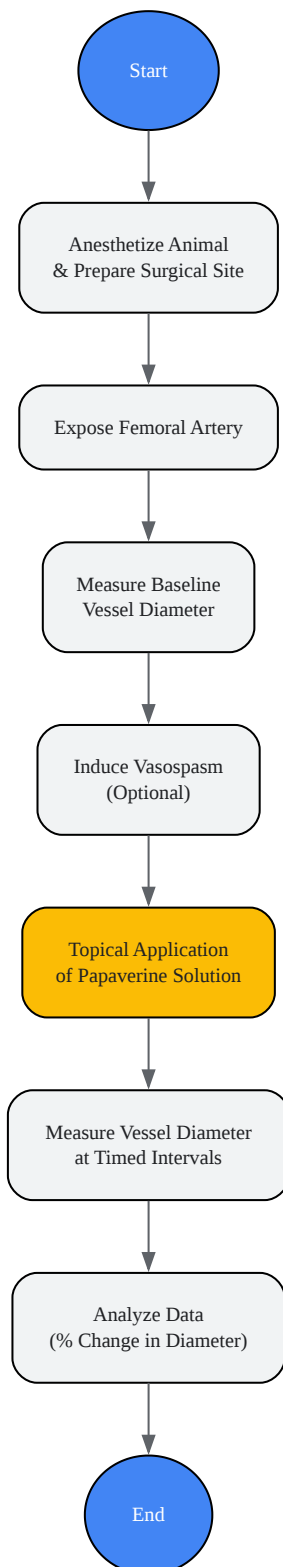 Start
Anesthetize Animal
& Prepare Surgical Site
Expose Femoral Artery
Measure Baseline
Vessel Diameter
Induce Vasospasm
(Optional)
Topical Application
of Papaverine Solution
Measure Vessel Diameter
at Timed Intervals
Analyze Data
(% Change in Diameter)
End